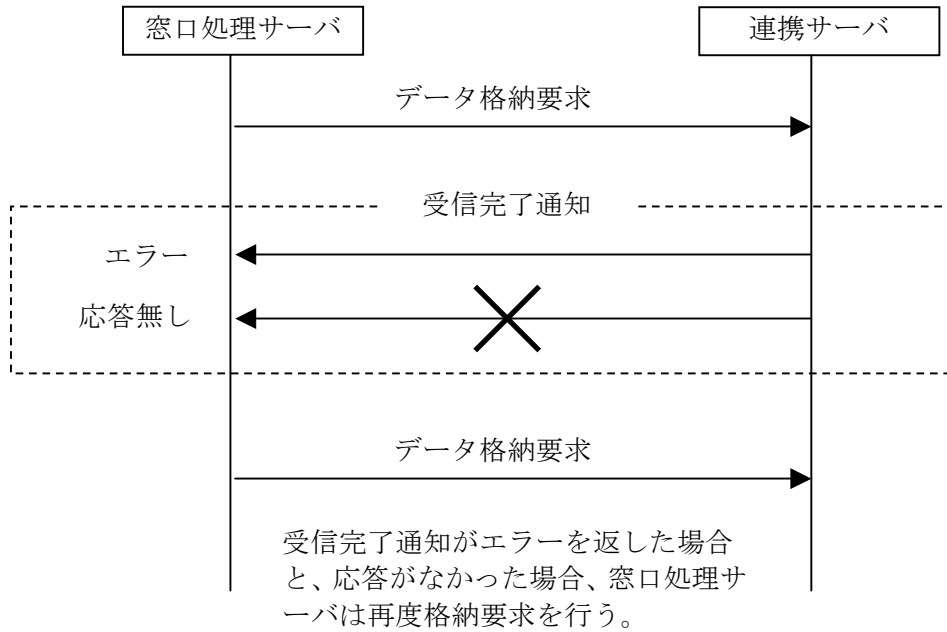 窓口処理サーバ
連携サーバ
データ格納要求
受信完了通知
エラー
応答無し
データ格納要求
受信完了通知がエラーを返した場合
と、応答がなかった場合、窓口処理サ
ーバは再度格納要求を行う。